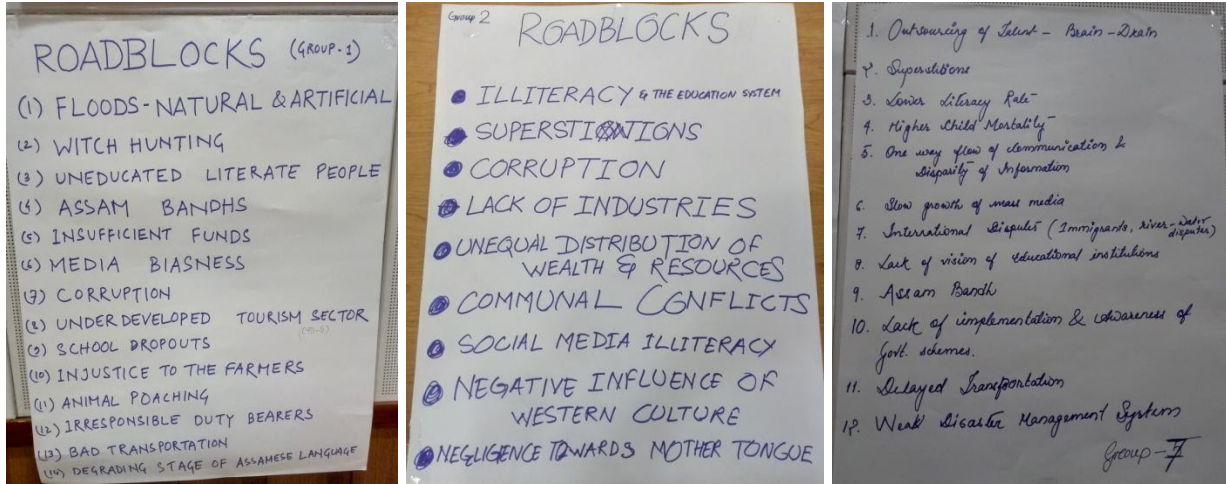 ROADBLOCKS (GROUP-1)
(1) FLOODS-NATURAL & ARTIFICIAL
(2) WITCH HUNTING
(3) UNEDUCATED LITERATE PEOPLE
(4) ASSAM BANDHS
(5) INSUFFICIENT FUNDS
(6) MEDIA BIASNESS
(7) CORRUPTION
(8) UNDERDEVELOPED TOURISM SECTOR
(9) SCHOOL DROPOUTS
(10) INJUSTICE TO THE FARMERS
(11) ANIMAL POACHING
(12) IRRESPONSIBLE DUTY BEARERS
(13) BAD TRANSPORTATION
(14) DEGRADING STAGE OF ASSAMESE LANGUAGE
Group 2
ROADBLOCKS
ILLITERACY & THE EDUCATION SYSTEM
SUPERSTITIONS
CORRUPTION
LACK OF INDUSTRIES
UNEQUAL DISTRIBUTION OF
WEALTH & RESOURCES
COMMUNAL CONFLICTS
SOCIAL MEDIA ILLITERACY
NEGATIVE INFLUENCE OF
WESTERN CULTURE
NEGLIGENCE TOWARDS MOTHER TONGUE
1. Outsourcing of Talent - Brain-Drain
2. Superstitions
3. Lower Literacy Rate
4. Higher Child Mortality
5. One way flow of communication &
Disparity of Information
6. Slow growth of mass media
7. International Disputes (Immigrants, river-water disputes)
8. Lack of vision of educational institutions
9. Assam Bandh
10. Lack of implementation & awareness of
Govt. schemes.
11. Delayed Transportation
12. Weak Disaster Management System
Group-7